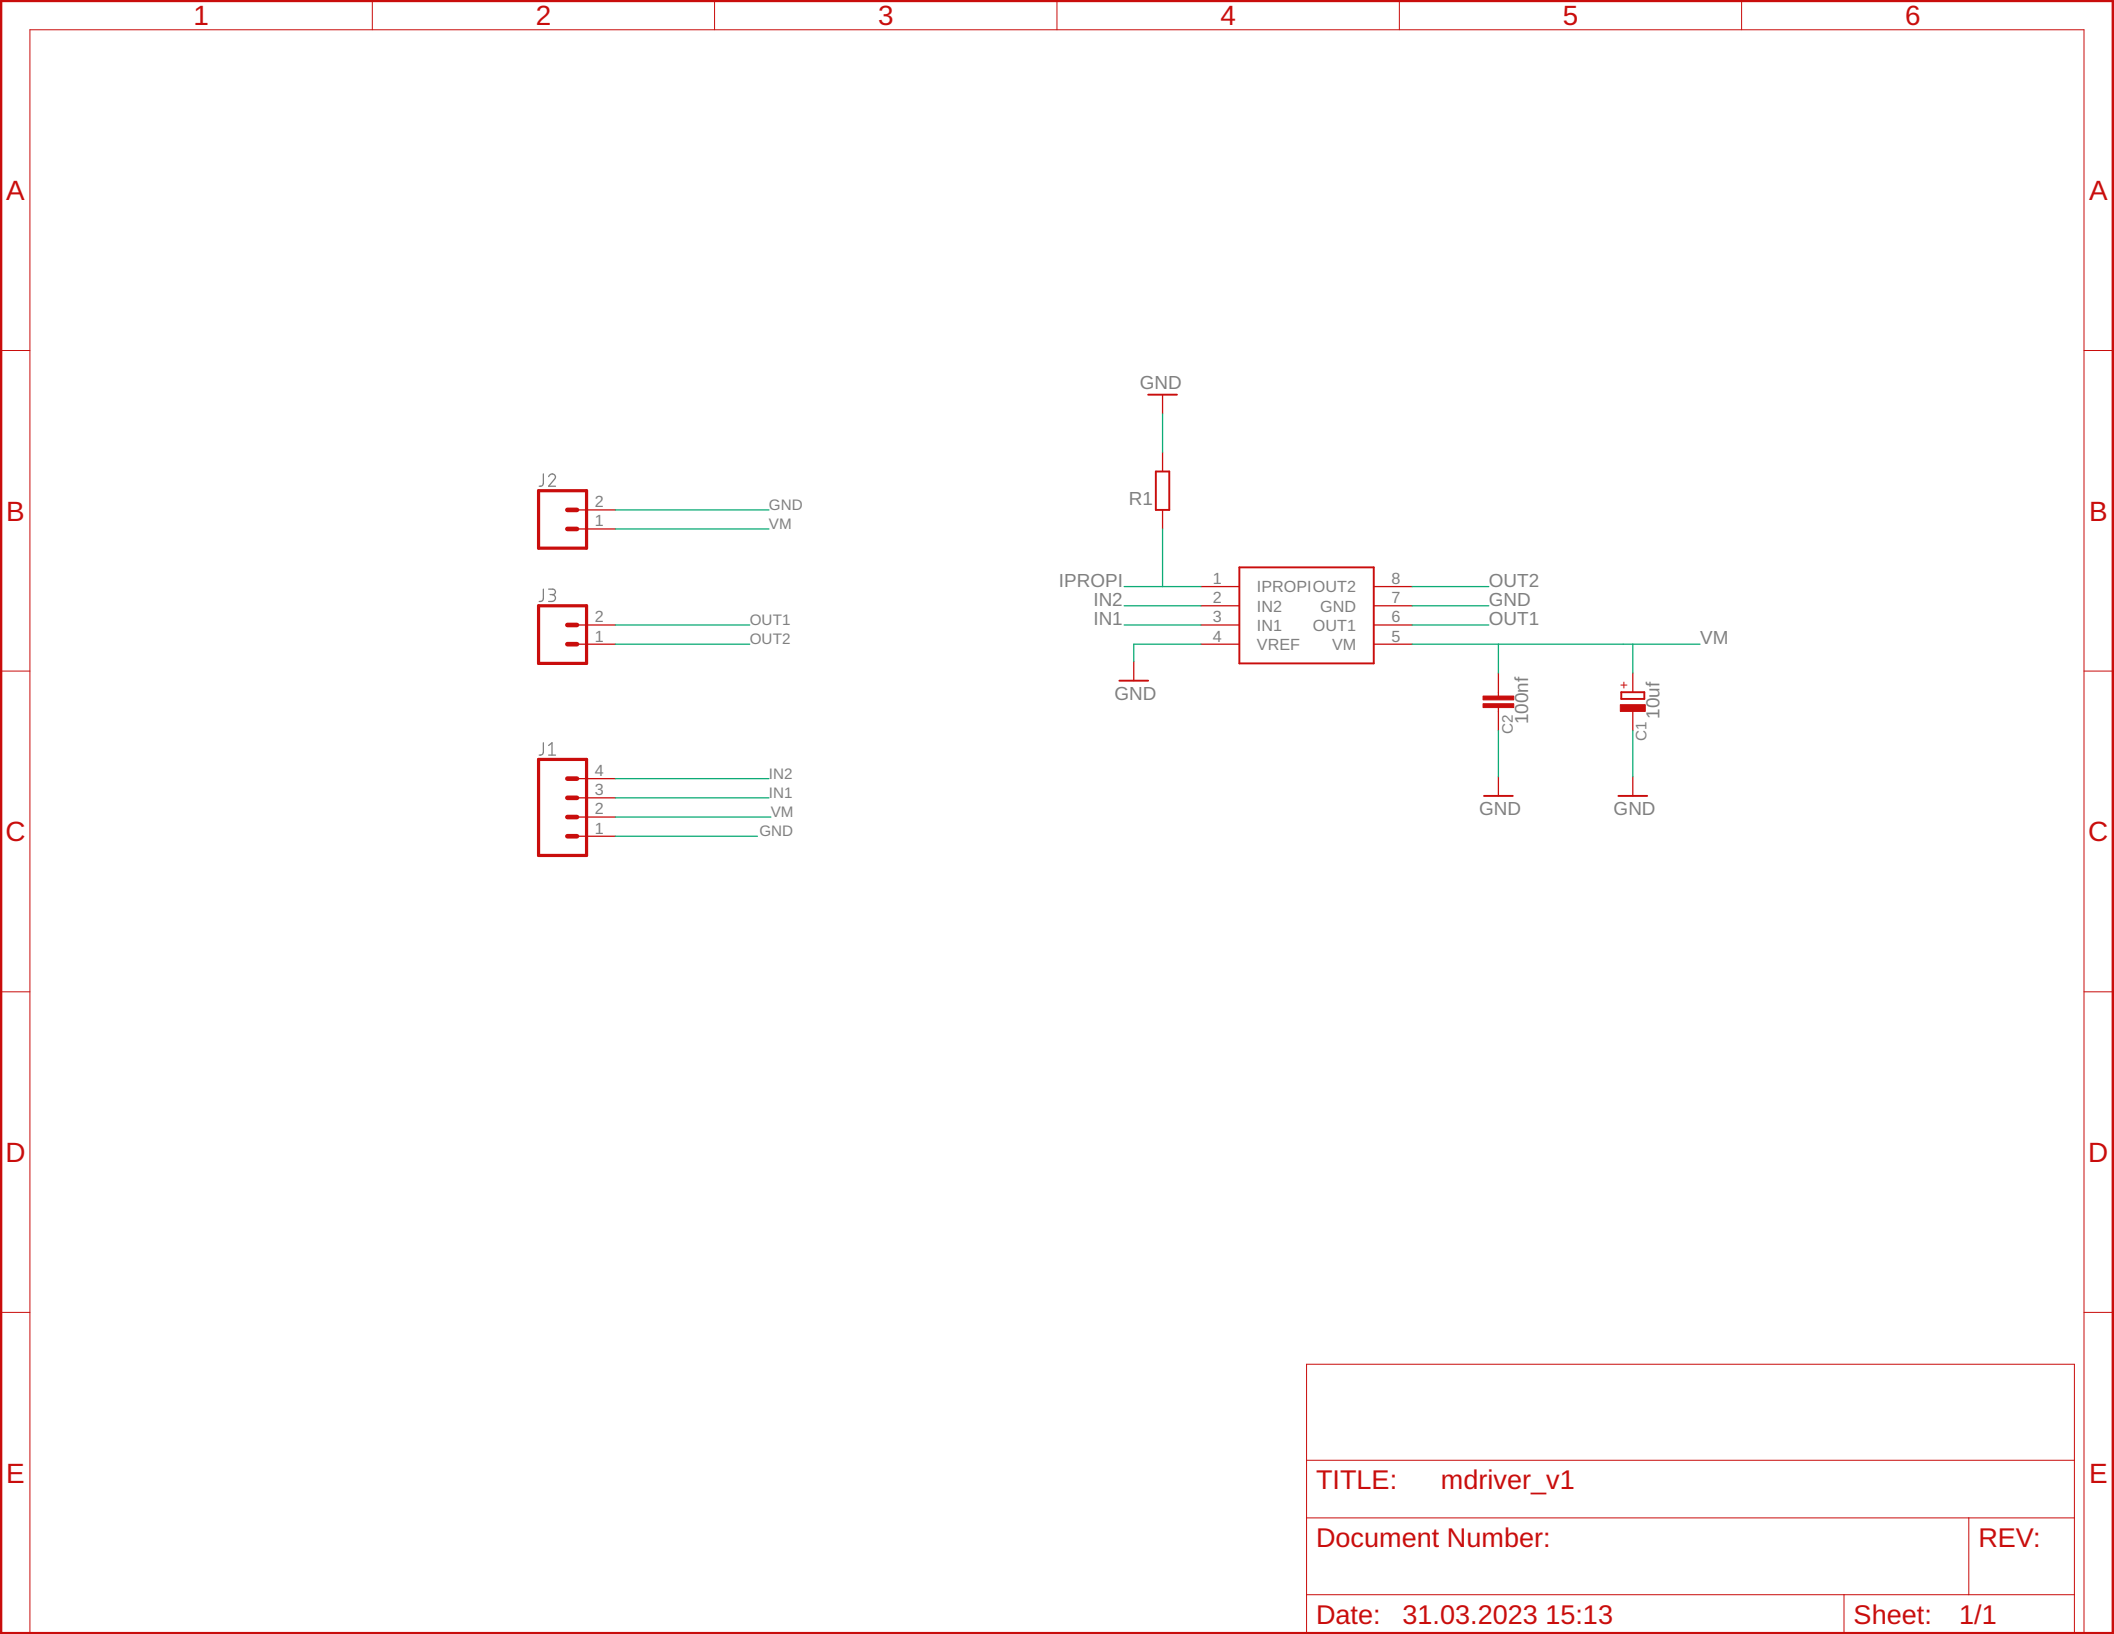 1 2 3 4 5 6
A A
B B
C C
D D
E E
J2
2 GND
1 VM
J3
2 OUT1
1 OUT2
J1
4 IN2
3 IN1
2 VM
1 GND
GND
R1
IPROPI 1 IPROPI OUT2 8 OUT2
IN2 2 IN2 GND 7 GND
IN1 3 IN1 OUT1 6 OUT1
4 VREF VM 5 VM
GND
C2 100nf
+ C1 10uf
GND GND
TITLE: mdriver_v1
Document Number: REV:
Date: 31.03.2023 15:13 Sheet: 1/1